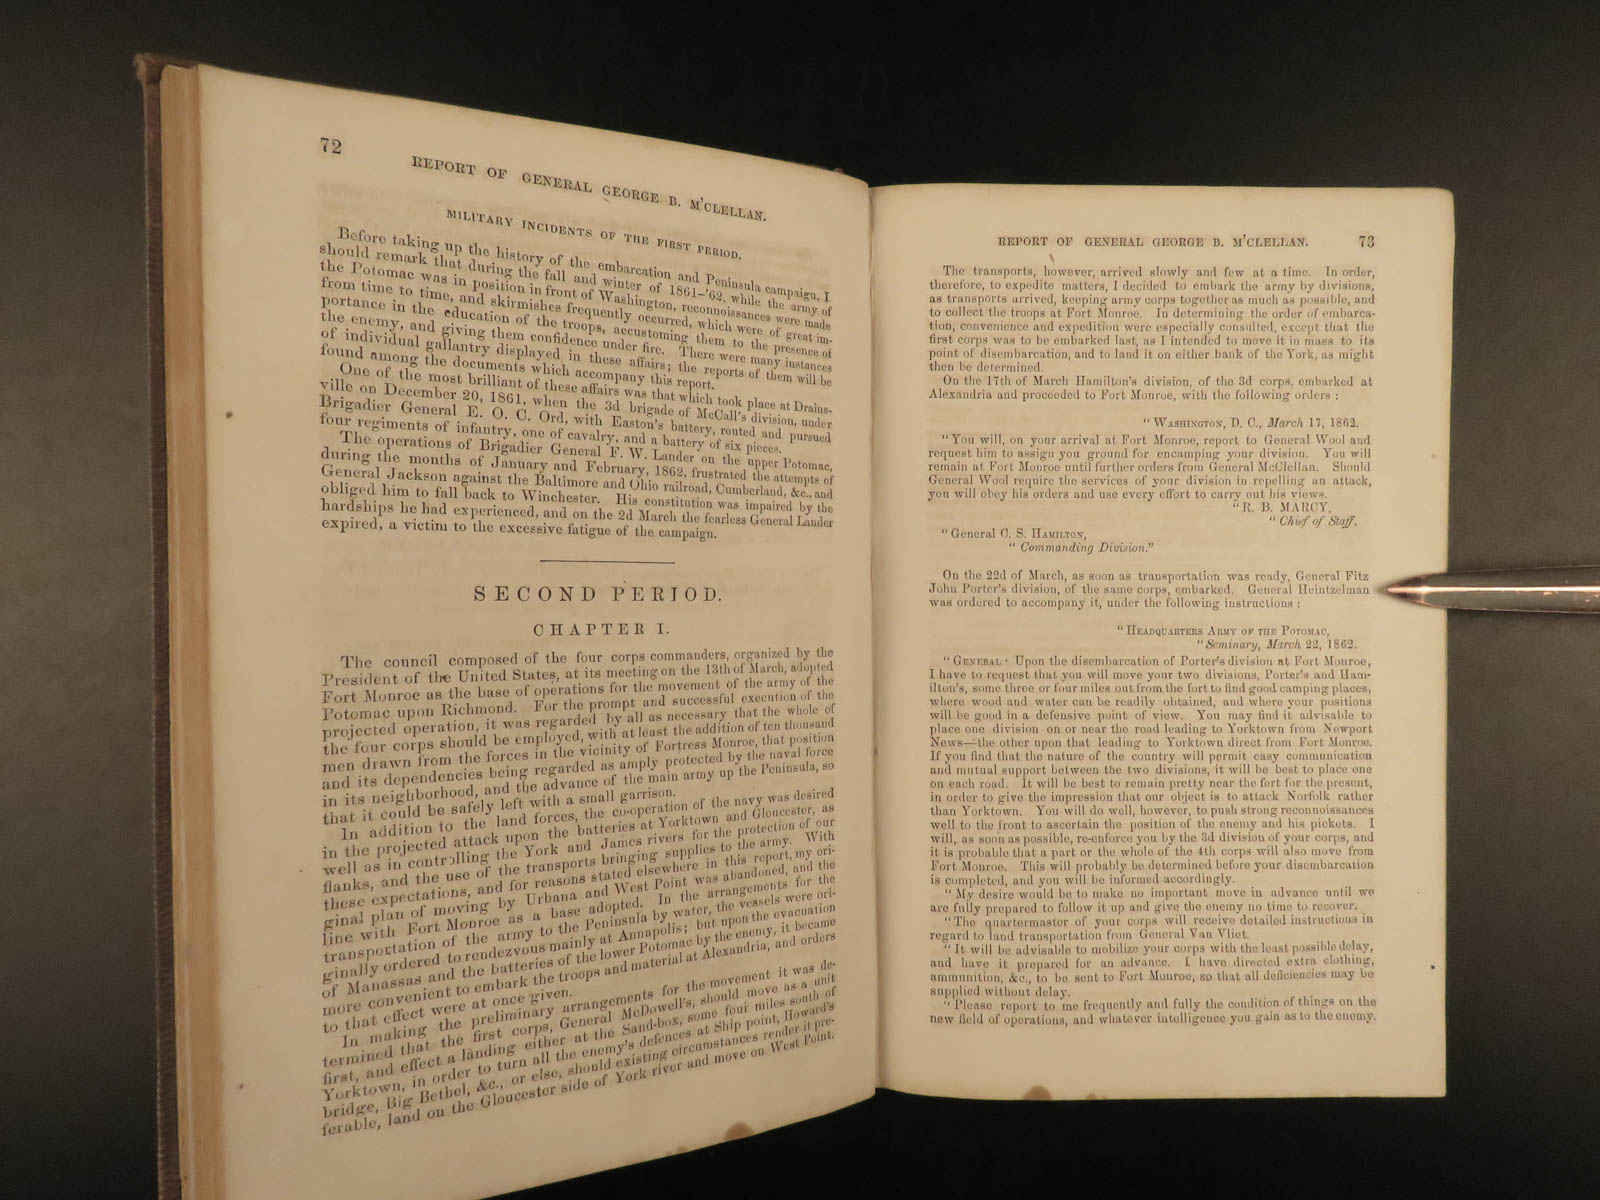 72
REPORT OF GENERAL GEORGE B. M'CLELLAN.
MILITARY INCIDENTS OF THE FIRST PERIOD.
Before taking up the history of the embarcation and Peninsula campaign, I
should remark that during the fall and winter of 1861-'62, while the army of
the Potomac was in position in front of Washington, reconnoissances were made
from time to time, and skirmishes frequently occurred, which were of great im-
portance in the education of the troops, accustoming them to the presence of
the enemy, and giving them confidence under fire. There were many instances
of individual gallantry displayed in these affairs; the reports of them will be
found among the documents which accompany this report.
One of the most brilliant of these affairs was that which took place at Drains-
ville on December 20, 1861, when the 3d brigade of McCall's division, under
Brigadier General E. O. C. Ord, with Easton's battery, routed and pursued
four regiments of infantry, one of cavalry, and a battery of six pieces.
The operations of Brigadier General F. W. Lander on the upper Potomac,
during the months of January and February, 1862, frustrated the attempts of
General Jackson against the Baltimore and Ohio railroad, Cumberland, &c., and
obliged him to fall back to Winchester. His constitution was impaired by the
hardships he had experienced, and on the 2d March the fearless General Lander
expired, a victim to the excessive fatigue of the campaign.
SECOND PERIOD.
CHAPTER I.
The council composed of the four corps commanders, organized by the
President of the United States, at its meeting on the 13th of March, adopted
Fort Monroe as the base of operations for the movement of the army of the
Potomac upon Richmond. For the prompt and successful execution of the
projected operation, it was regarded by all as necessary that the whole of
the four corps should be employed, with at least the addition of ten thousand
men drawn from the forces in the vicinity of Fortress Monroe, that position
and its dependencies being regarded as amply protected by the naval force
in its neighborhood, and the advance of the main army up the Peninsula, so
that it could be safely left with a small garrison.
In addition to the land forces, the co-operation of the navy was desired
in the projected attack upon the batteries at Yorktown and Gloucester, as
well as in controlling the York and James rivers for the protection of our
flanks, and the use of the transports bringing supplies to the army. With
these expectations, and for reasons stated elsewhere in this report, my ori-
ginal plan of moving by Urbana and West Point was abandoned, and the
line with Fort Monroe as a base adopted. In the arrangements for the
transportation of the army to the Peninsula by water, the vessels were ori-
ginally ordered to rendezvous mainly at Annapolis; but upon the evacuation
of Manassas and the batteries of the lower Potomac by the enemy, it became
more convenient to embark the troops and material at Alexandria, and orders
to that effect were at once given.
In making the preliminary arrangements for the movement it was de-
termined that the first corps, General McDowell's, should move as a unit
first, and effect a landing either at the Sand-box, some four miles south of
Yorktown, in order to turn all the enemy's defences at Ship point, Howard's
bridge, Big Bethel, &c., or else, should existing circumstances render it pre-
ferable, land on the Gloucester side of York river and move on West Point.
REPORT OF GENERAL GEORGE B. M'CLELLAN. 73
The transports, however, arrived slowly and few at a time. In order,
therefore, to expedite matters, I decided to embark the army by divisions,
as transports arrived, keeping army corps together as much as possible, and
to collect the troops at Fort Monroe. In determining the order of embarca-
tion, convenience and expedition were especially consulted, except that the
first corps was to be embarked last, as I intended to move it in mass to its
point of disembarcation, and to land it on either bank of the York, as might
then be determined.
On the 17th of March Hamilton's division, of the 3d corps, embarked at
Alexandria and proceeded to Fort Monroe, with the following orders :
"WASHINGTON, D. C., March 17, 1862.
"You will, on your arrival at Fort Monroe, report to General Wool and
request him to assign you ground for encamping your division. You will
remain at Fort Monroe until further orders from General McClellan. Should
General Wool require the services of your division in repelling an attack,
you will obey his orders and use every effort to carry out his views.
"R. B. MARCY,
"Chief of Staff.
"General C. S. HAMILTON,
"Commanding Division."
On the 22d of March, as soon as transportation was ready, General Fitz
John Porter's division, of the same corps, embarked. General Heintzelman
was ordered to accompany it, under the following instructions :
"HEADQUARTERS ARMY OF THE POTOMAC,
"Seminary, March 22, 1862.
"GENERAL: Upon the disembarcation of Porter's division at Fort Monroe,
I have to request that you will move your two divisions, Porter's and Ham-
ilton's, some three or four miles out from the fort to find good camping places,
where wood and water can be readily obtained, and where your positions
will be good in a defensive point of view. You may find it advisable to
place one division on or near the road leading to Yorktown from Newport
News—the other upon that leading to Yorktown direct from Fort Monroe.
If you find that the nature of the country will permit easy communication
and mutual support between the two divisions, it will be best to place one
on each road. It will be best to remain pretty near the fort for the present,
in order to give the impression that our object is to attack Norfolk rather
than Yorktown. You will do well, however, to push strong reconnoissances
well to the front to ascertain the position of the enemy and his pickets. I
will, as soon as possible, re-enforce you by the 3d division of your corps, and
it is probable that a part or the whole of the 4th corps will also move from
Fort Monroe. This will probably be determined before your disembarcation
is completed, and you will be informed accordingly.
"My desire would be to make no important move in advance until we
are fully prepared to follow it up and give the enemy no time to recover.
"The quartermaster of your corps will receive detailed instructions in
regard to land transportation from General Van Vliet.
"It will be advisable to mobilize your corps with the least possible delay,
and have it prepared for an advance. I have directed extra clothing,
ammunition, &c., to be sent to Fort Monroe, so that all deficiencies may be
supplied without delay.
"Please report to me frequently and fully the condition of things on the
new field of operations, and whatever intelligence you gain as to the enemy.